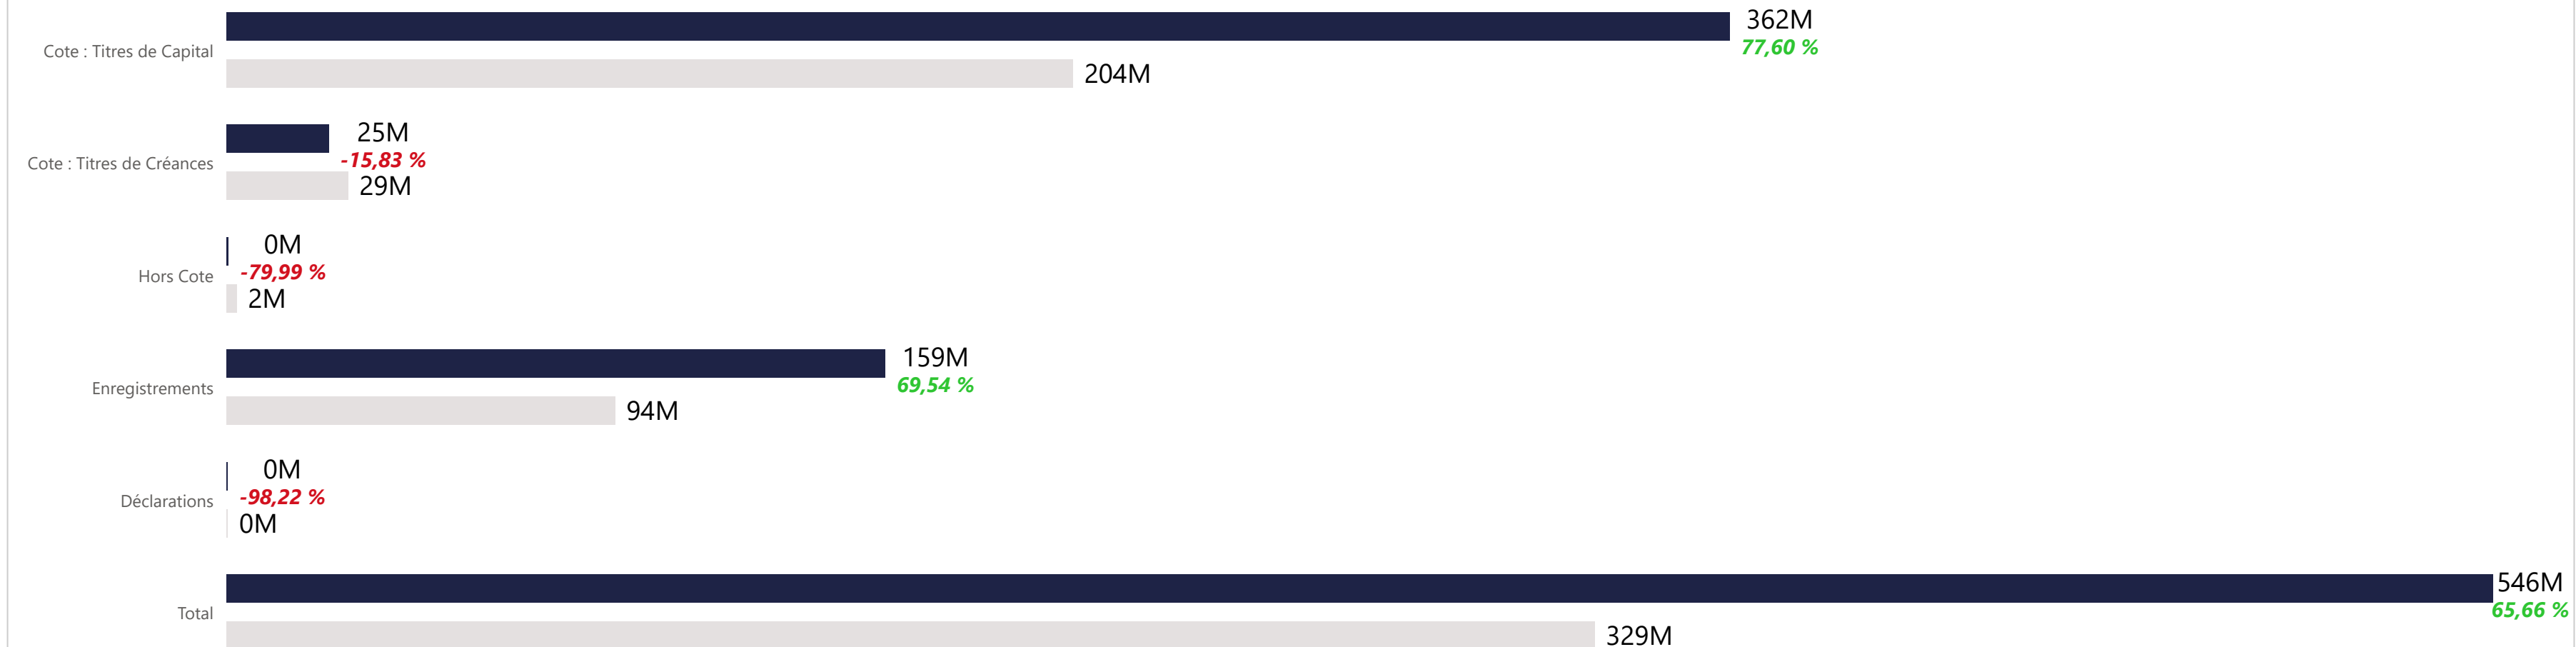 362M
77,60 %
Cote : Titres de Capital
204M
25M
-15,83 %
Cote : Titres de Créances
29M
0M
-79,99 %
Hors Cote
2M
159M
69,54 %
Enregistrements
94M
0M
-98,22 %
Déclarations
0M
546M
65,66 %
Total
329M